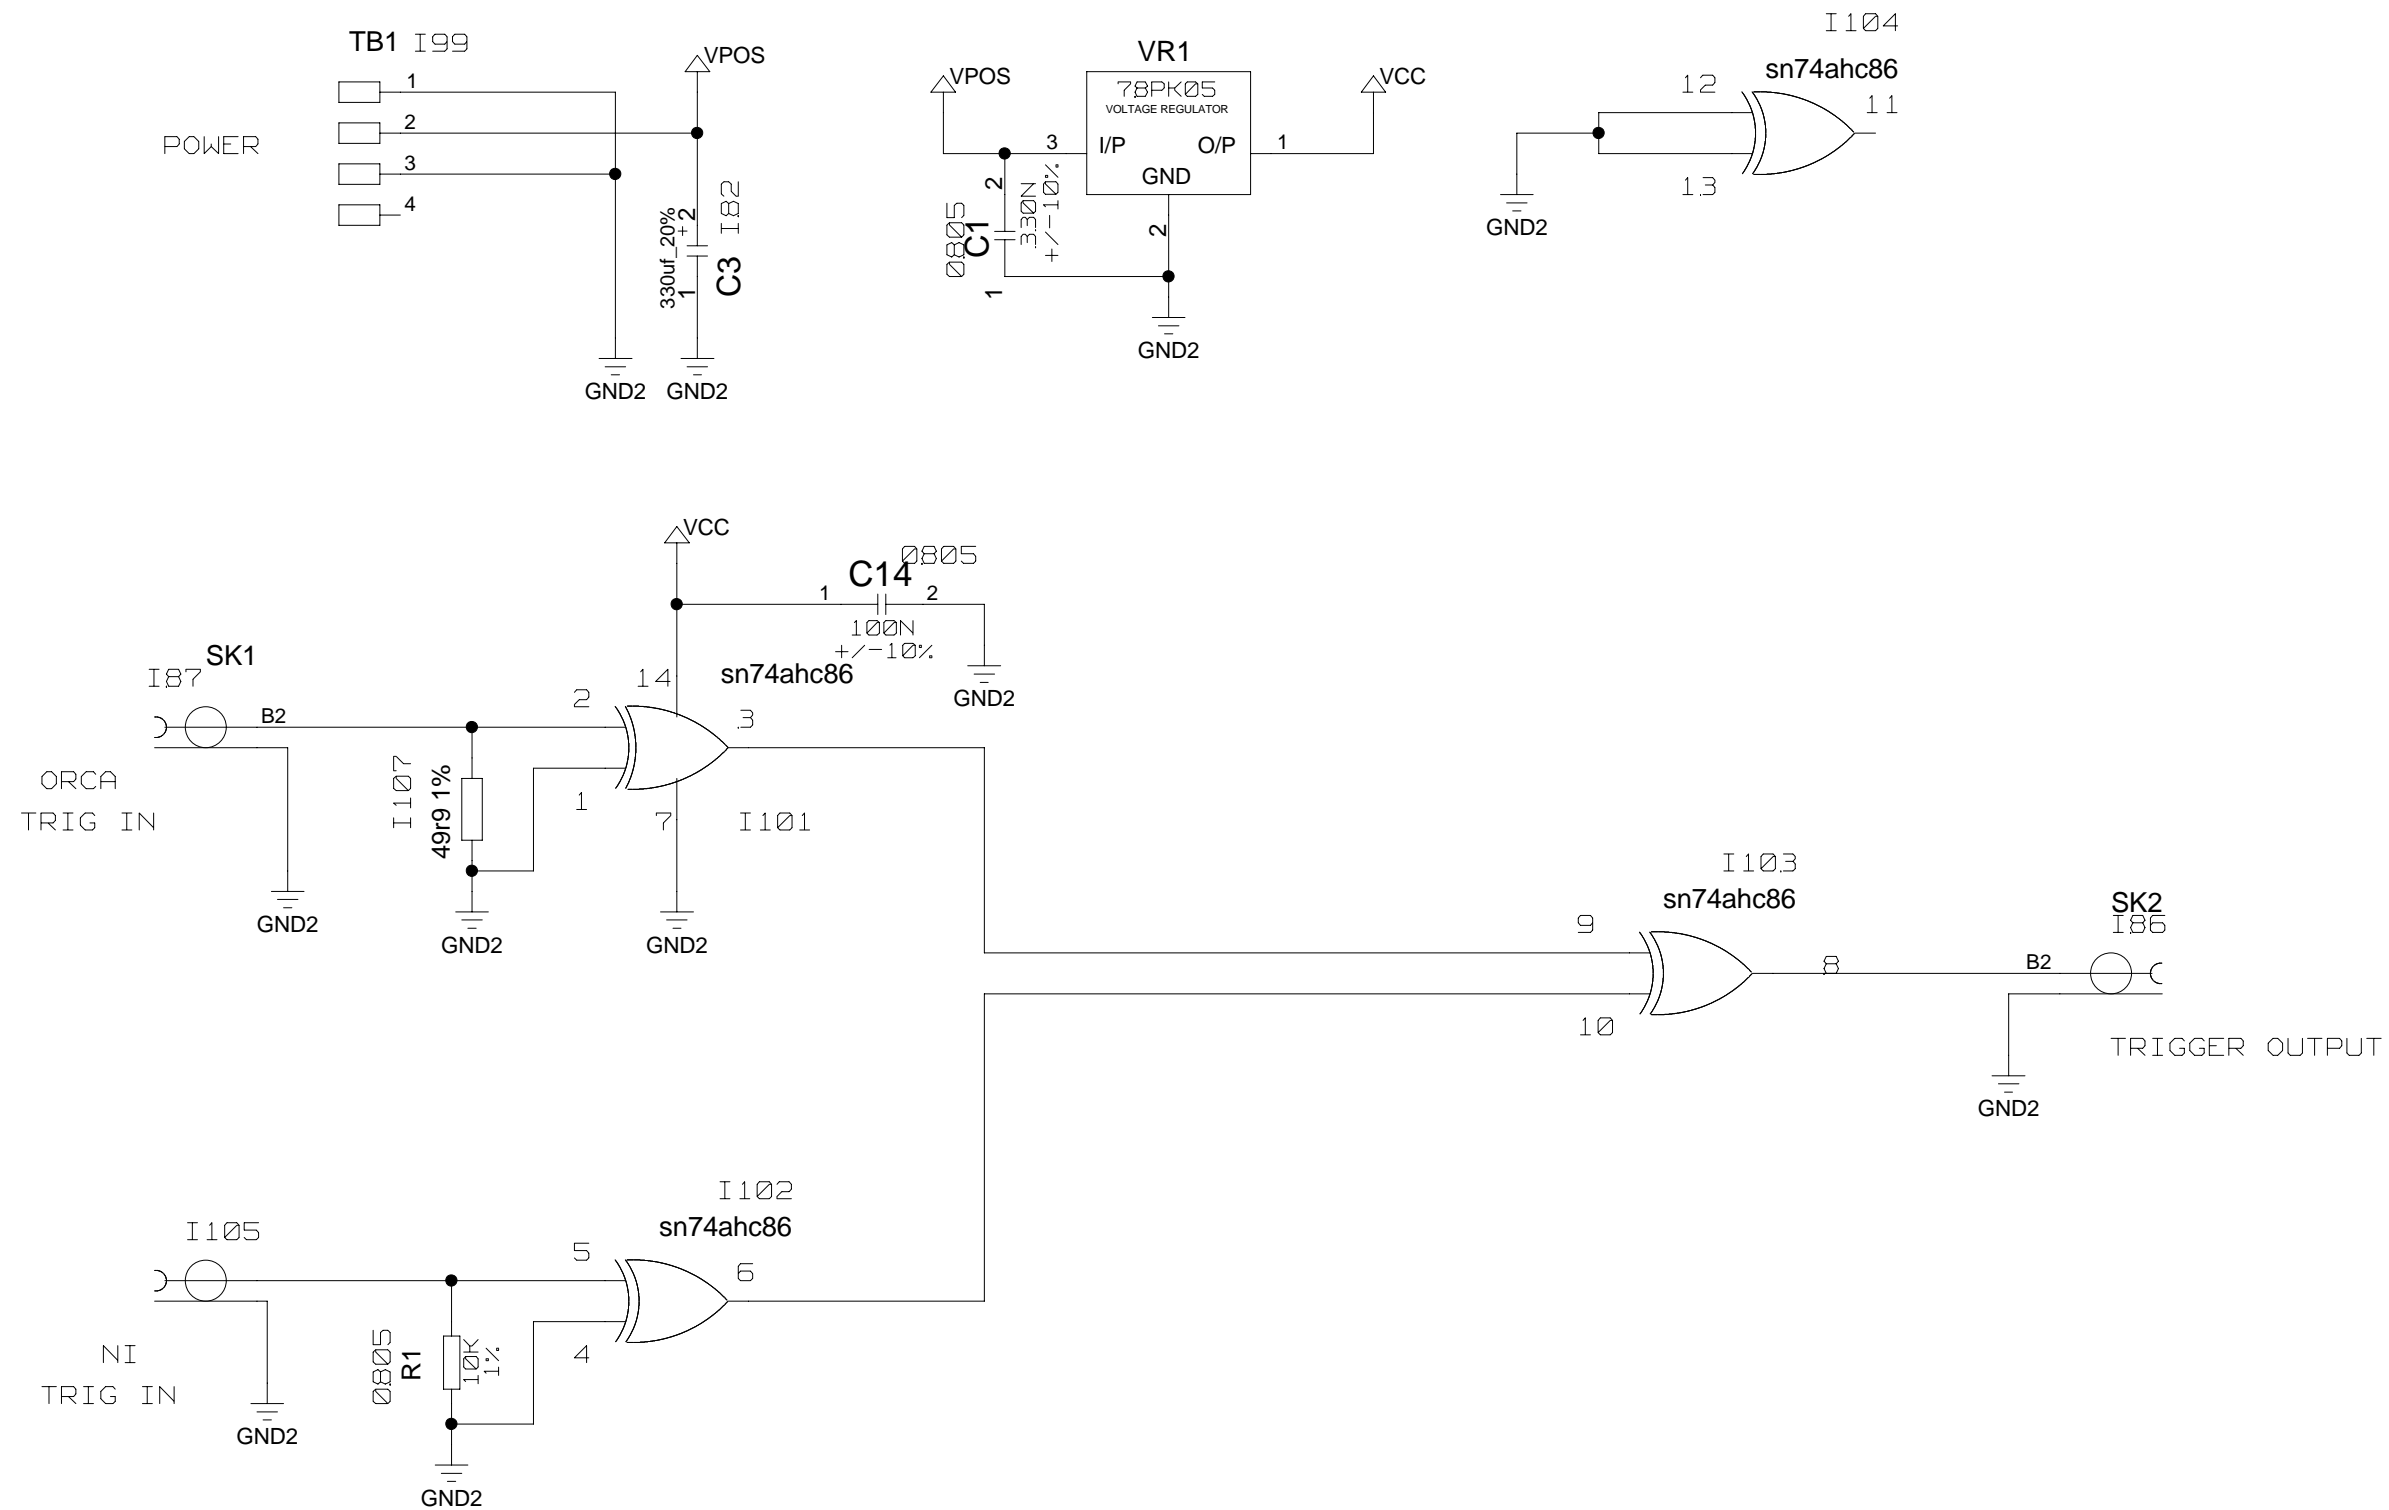 TB1 I99
1
2
3
4
POWER
VPOS
330uf_20%
+
2
1
I82
C3
GND2
GND2
VPOS
VR1
78PK05
VOLTAGE REGULATOR
I/P
O/P
GND
3
1
2
VCC
0805
C1
2
1
330N
+/-10%
GND2
I104
sn74ahc86
12
13
11
GND2
VCC
0805
C14
1
2
100N
+/-10%
GND2
SK1
I87
B2
ORCA
TRIG IN
GND2
I107
49r9 1%
GND2
sn74ahc86
14
2
1
3
7
I101
GND2
I103
sn74ahc86
9
10
8
SK2
I86
B2
TRIGGER OUTPUT
GND2
I102
sn74ahc86
I105
5
4
6
NI
TRIG IN
GND2
0805
R1
10K
1%
GND2